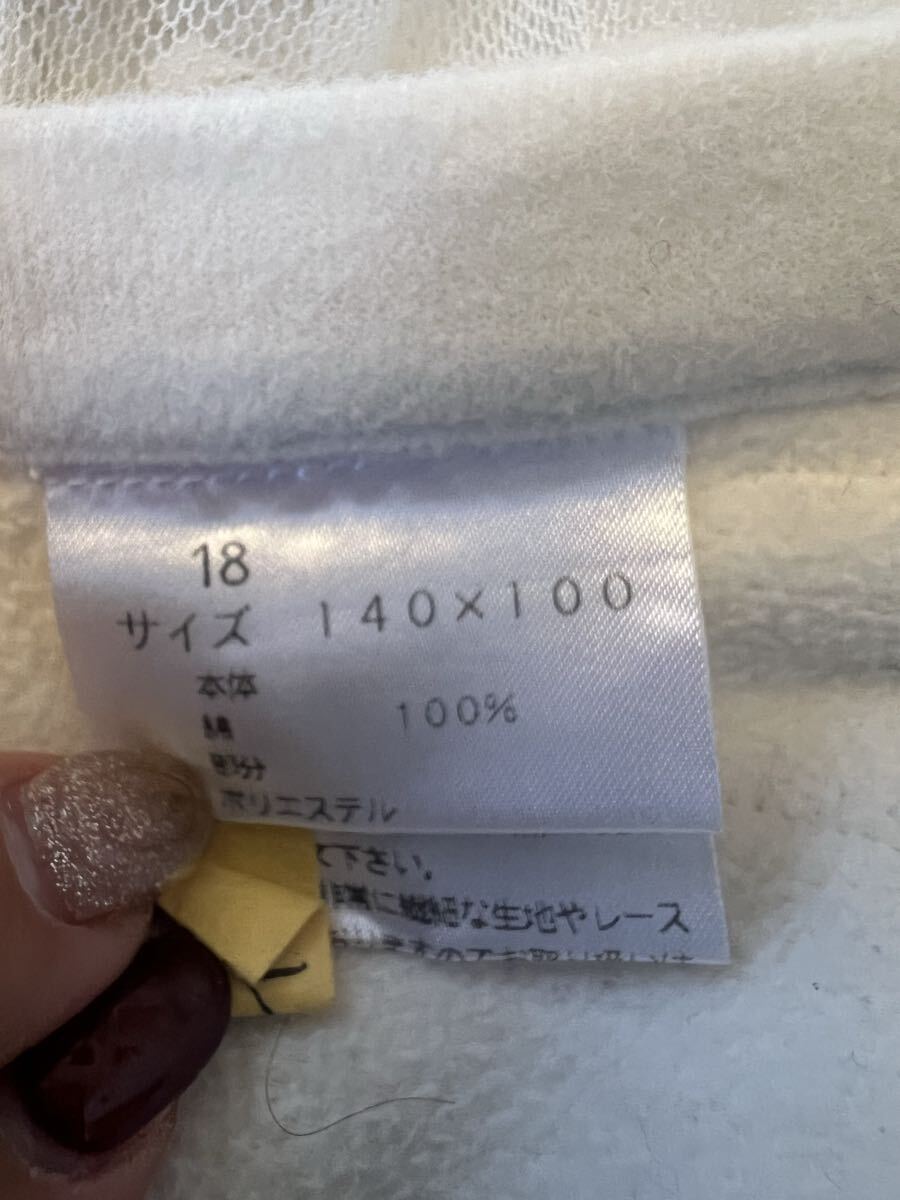 18
サイズ 140×100
本体
綿 100%
部分
ポリエステル
下さい。
に繊細な生地やレース